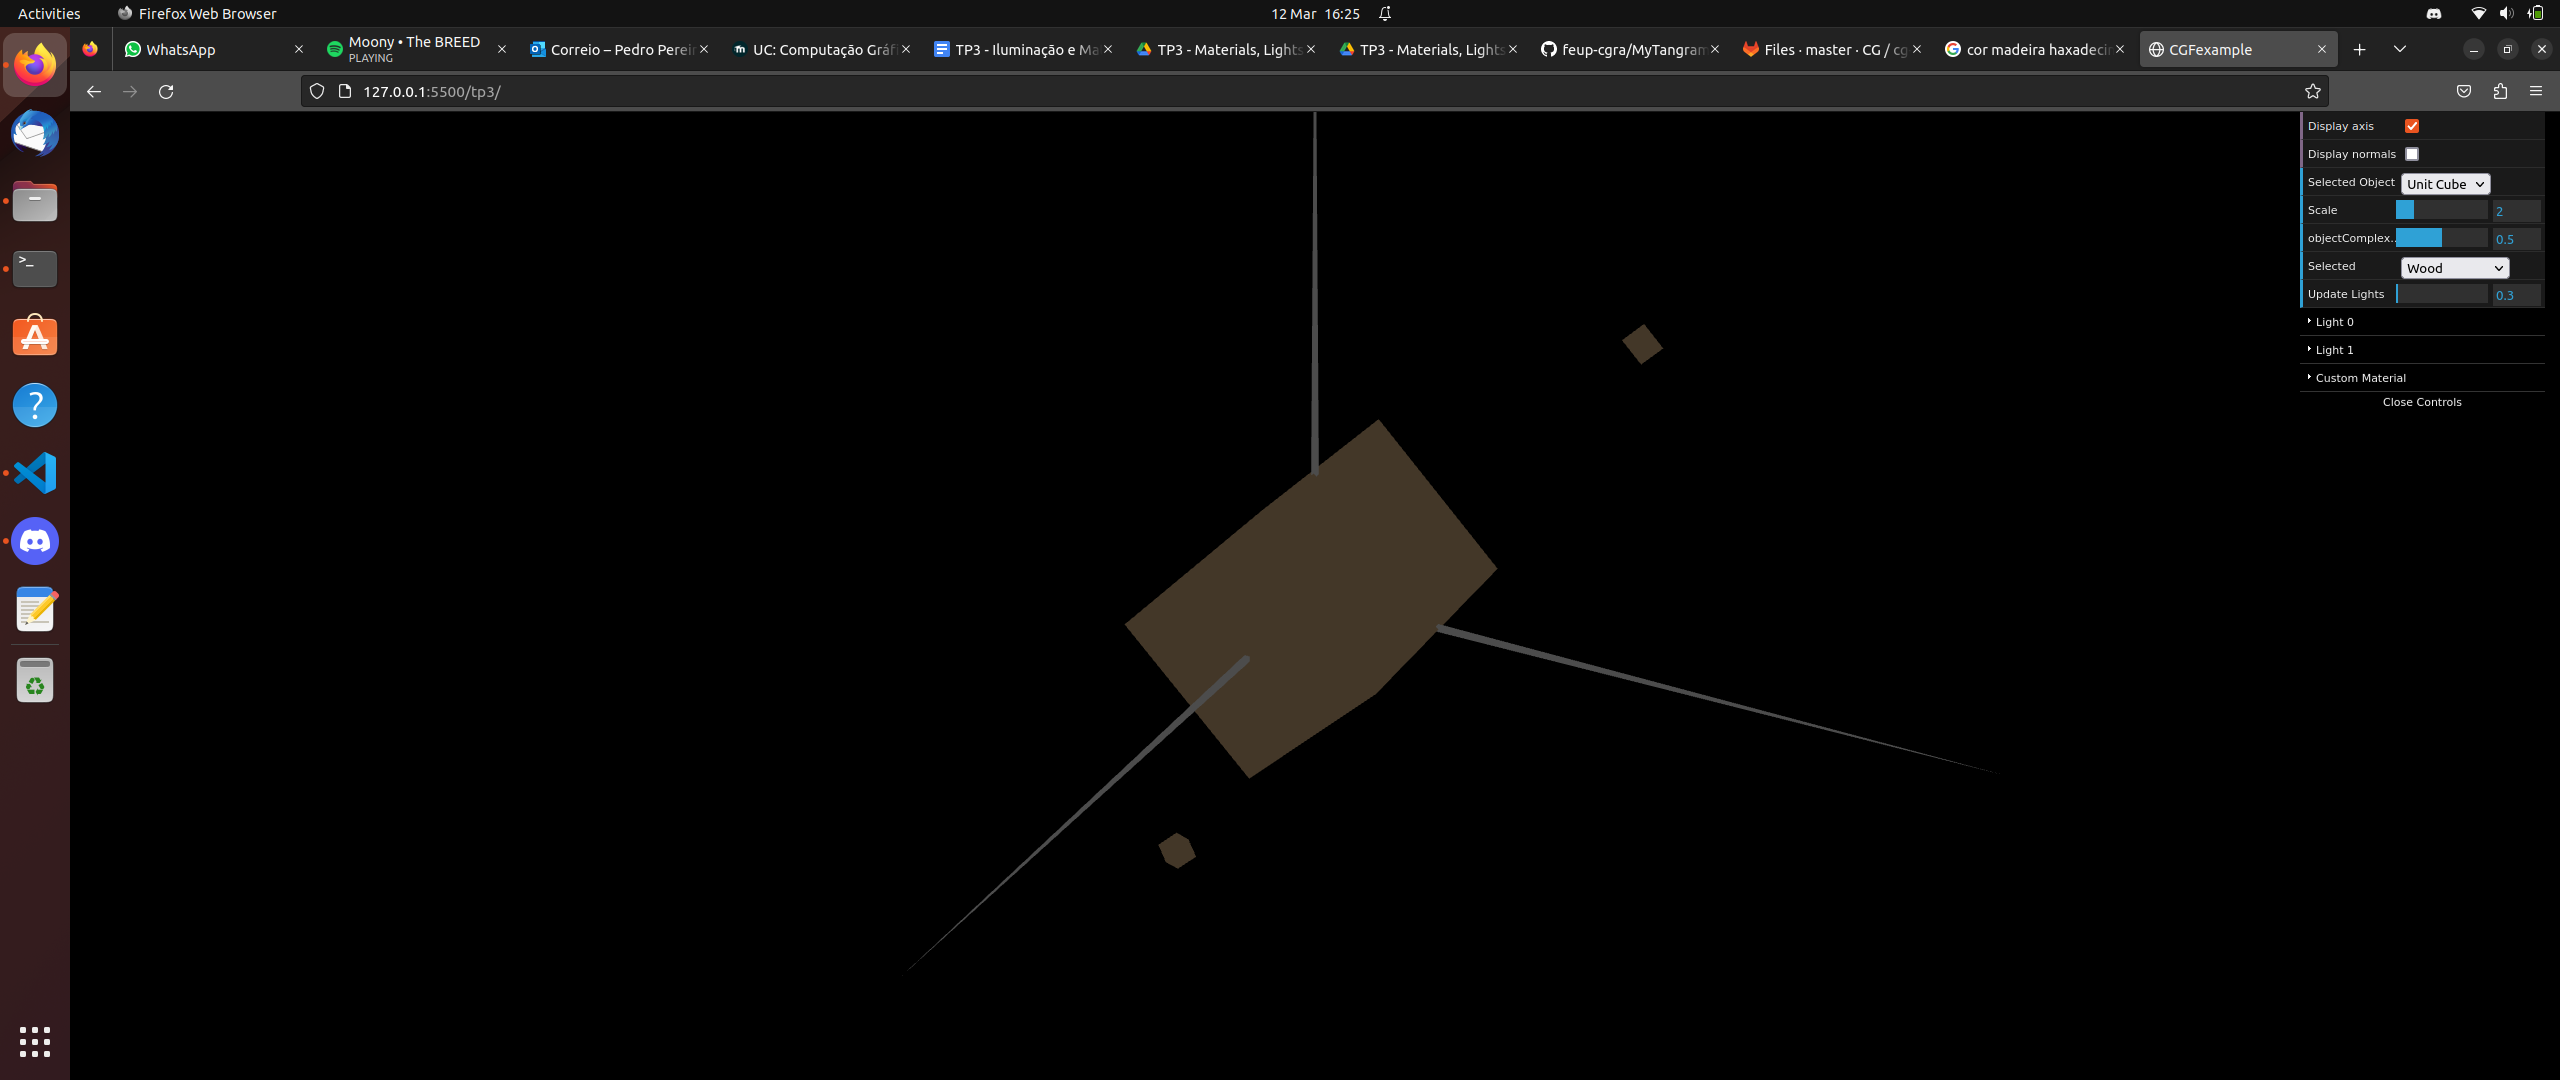 Activities
Firefox Web Browser
12 Mar 16:25
WhatsApp
Moony • The BREED
PLAYING
Correio – Pedro Pereir
UC: Computação Gráfi
TP3 - Iluminação e Ma
TP3 - Materials, Lights
TP3 - Materials, Lights
feup-cgra/MyTangram
Files · master · CG / cg
cor madeira haxadecin
CGFexample
127.0.0.1:5500/tp3/
Display axis
Display normals
Selected Object Unit Cube
Scale 2
objectComplex.. 0.5
Selected Wood
Update Lights 0.3
Light 0
Light 1
Custom Material
Close Controls